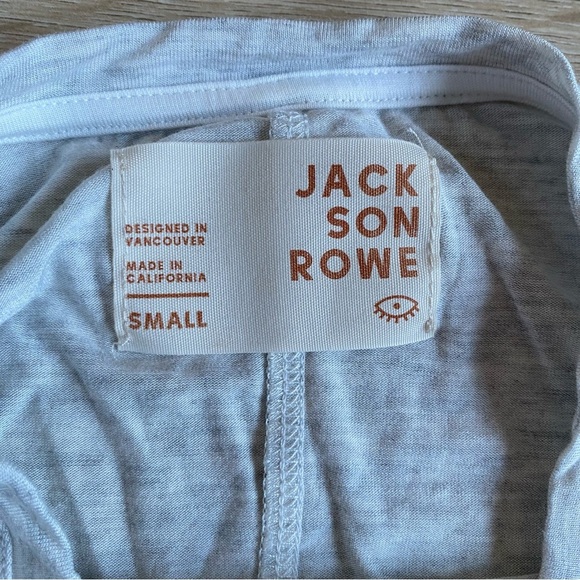 JACK
SON
ROWE
DESIGNED IN
VANCOUVER
MADE IN
CALIFORNIA
SMALL